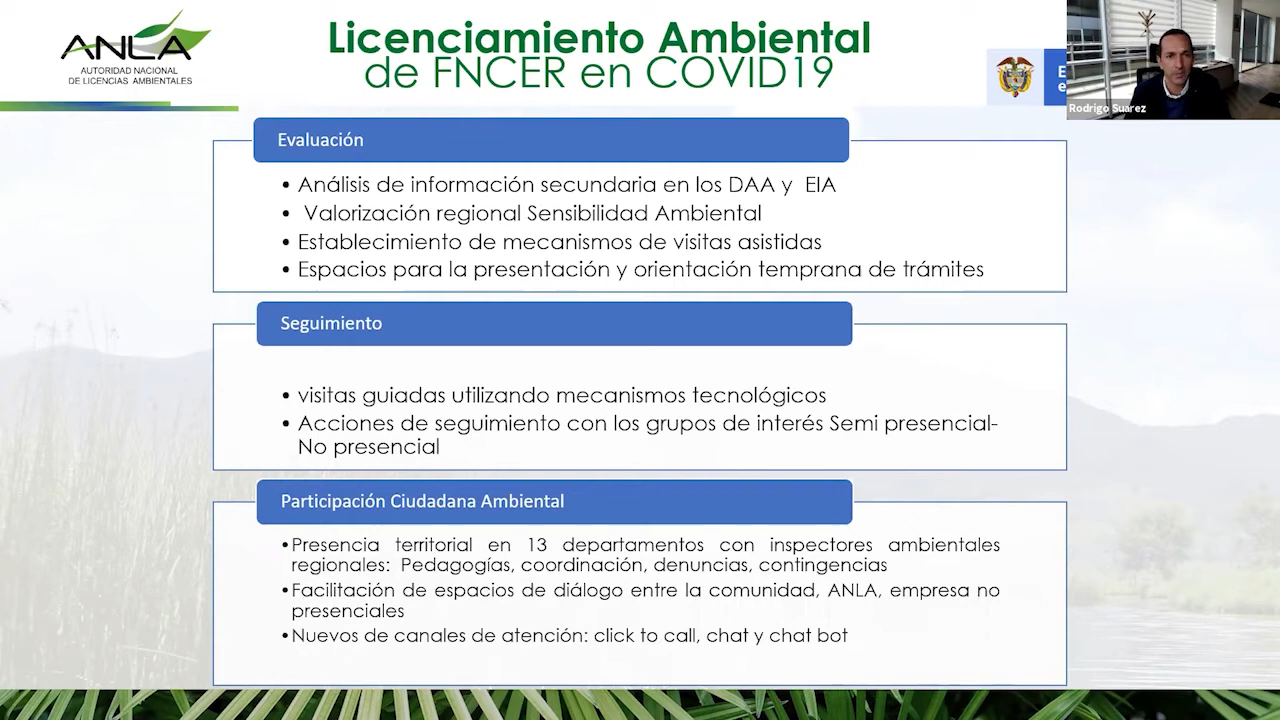 ANLA
AUTORIDAD NACIONAL
DE LICENCIAS AMBIENTALES
Licenciamiento Ambiental
de FNCER en COVID19
Rodrigo Suarez
Evaluación
• Análisis de información secundaria en los DAA y EIA
• Valorización regional Sensibilidad Ambiental
• Establecimiento de mecanismos de visitas asistidas
• Espacios para la presentación y orientación temprana de trámites
Seguimiento
• visitas guiadas utilizando mecanismos tecnológicos
• Acciones de seguimiento con los grupos de interés Semi presencial-
No presencial
Participación Ciudadana Ambiental
•Presencia territorial en 13 departamentos con inspectores ambientales
regionales: Pedagogías, coordinación, denuncias, contingencias
•Facilitación de espacios de diálogo entre la comunidad, ANLA, empresa no
presenciales
•Nuevos de canales de atención: click to call, chat y chat bot